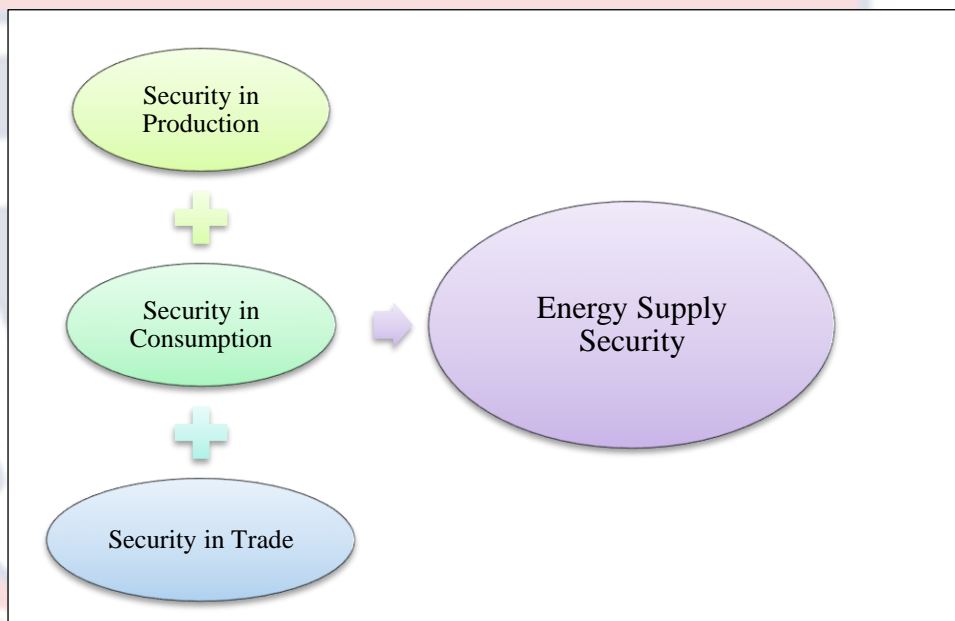 Security in
Production
Security in
Consumption
Energy Supply
Security
Security in Trade